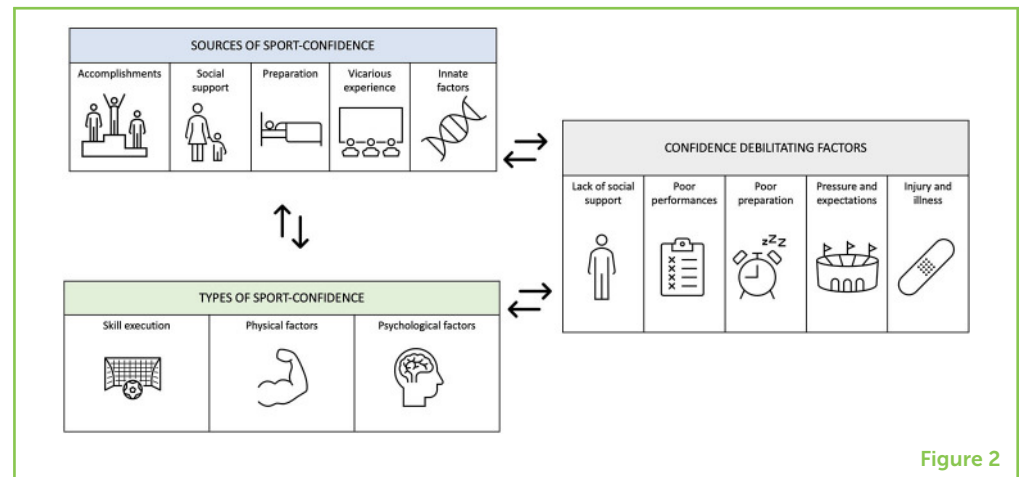 SOURCES OF SPORT-CONFIDENCE
Accomplishments
Social
support
Preparation
Vicarious
experience
Innate
factors
CONFIDENCE DEBILITATING FACTORS
Lack of social
support
Poor
performances
Poor
preparation
Pressure and
expectations
Injury and
illness
zZZ
XXXX
TYPES OF SPORT-CONFIDENCE
Skill execution
Physical factors
Psychological factors
Figure 2